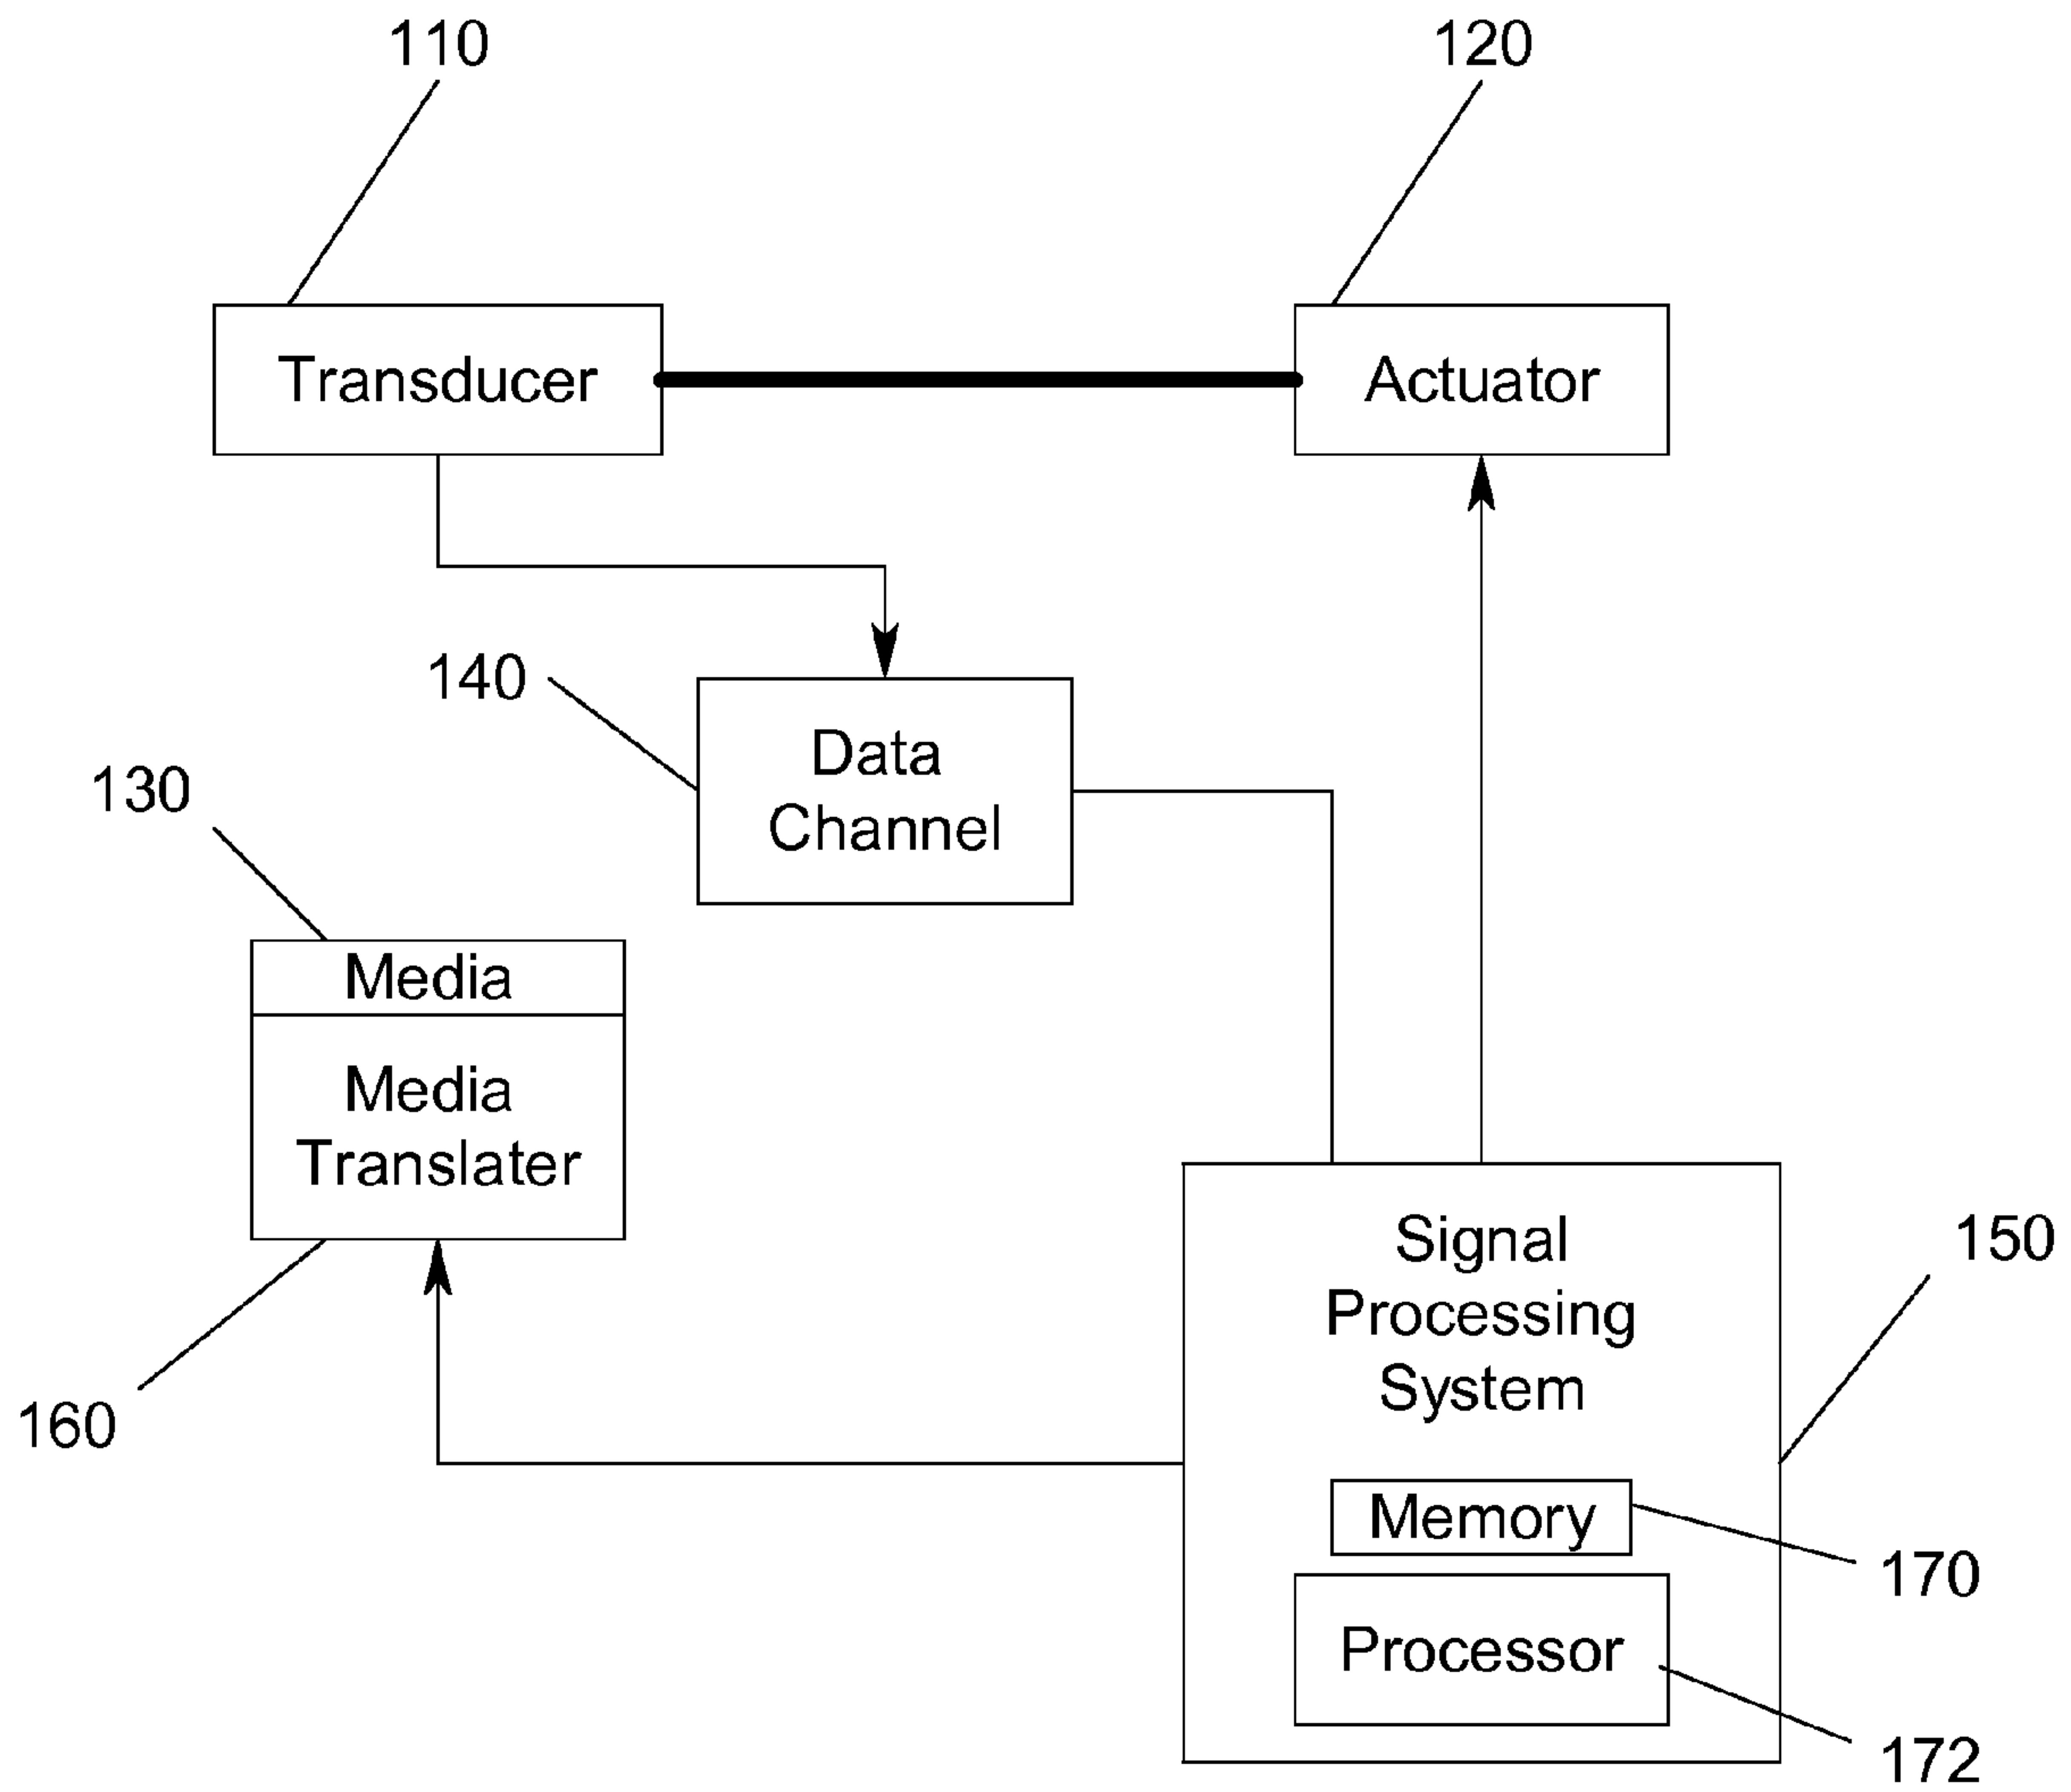 110
120
Transducer
Actuator
140
Data
Channel
130
Media
Media
Translater
160
Signal
Processing
System
150
Memory
170
Processor
172